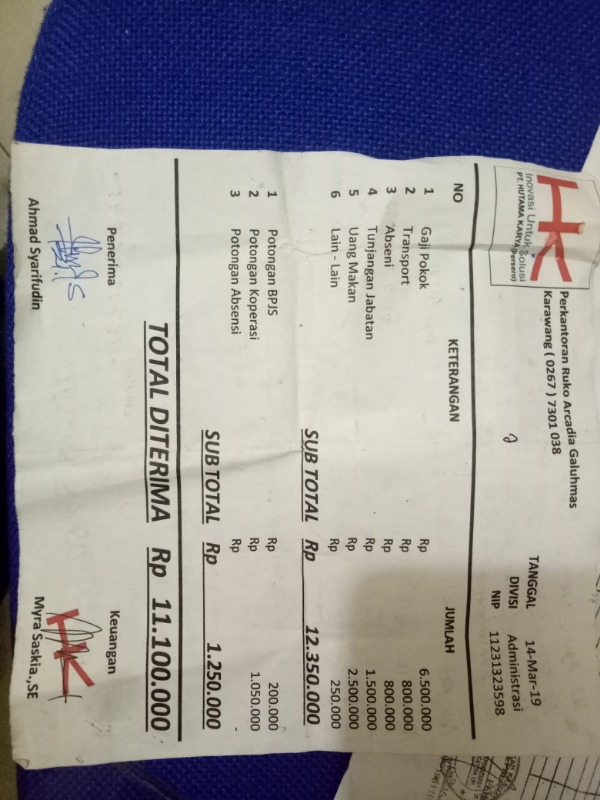 HK
Inovasi Untuk Solusi
PT. HUTAMA KARYA (Persero)
Perkantoran Ruko Arcadia Galuhmas
Karawang ( 0267 ) 7301 038
TANGGAL 14-Mar-19
DIVISI Administrasi
NIP 11231323598
NO KETERANGAN JUMLAH
1 Gaji Pokok Rp 6.500.000
2 Transport Rp 800.000
3 Abseni Rp 800.000
4 Tunjangan Jabatan Rp 1.500.000
5 Uang Makan Rp 2.500.000
6 Lain - Lain Rp 250.000
SUB TOTAL Rp 12.350.000
1 Potongan BPJS Rp 200.000
2 Potongan Koperasi Rp 1.050.000
3 Potongan Absensi Rp
SUB TOTAL Rp 1.250.000
TOTAL DITERIMA Rp 11.100.000
Penerima Keuangan
HK
Ahmad Syarifudin Myra Saskia.,SE